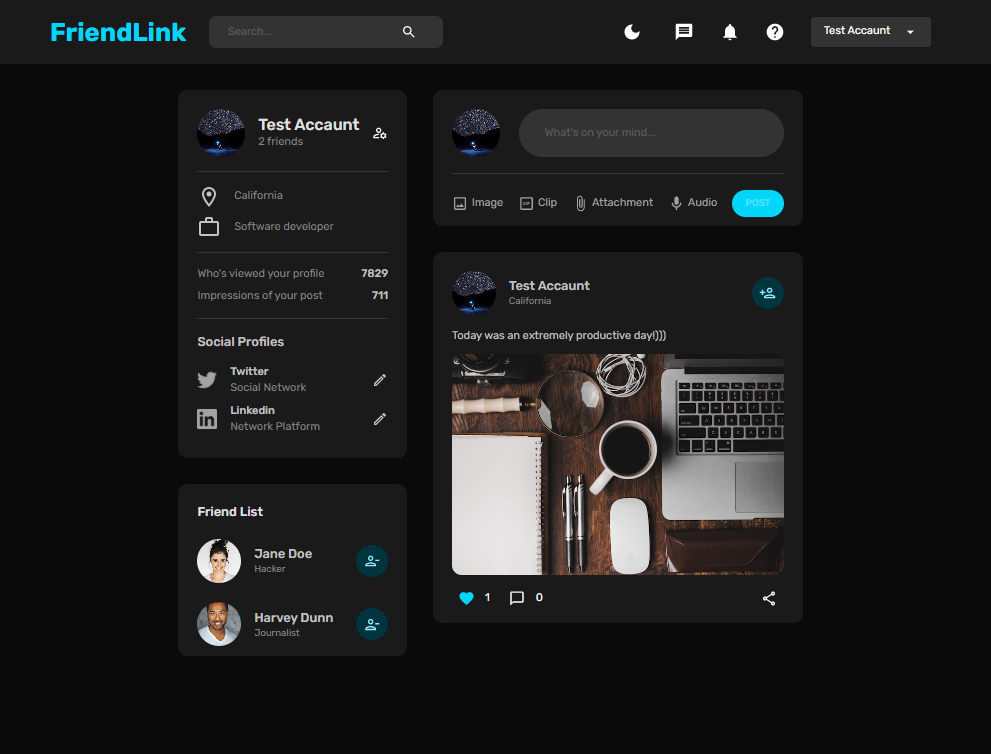 FriendLink
Search...
Test Accaunt
Test Accaunt
2 friends
California
Software developer
Who's viewed your profile 7829
Impressions of your post 711
Social Profiles
Twitter
Social Network
Linkedin
Network Platform
Friend List
Jane Doe
Hacker
Harvey Dunn
Journalist
What's on your mind...
Image Clip Attachment Audio POST
Test Accaunt
California
Today was an extremely productive day!)))
1 0